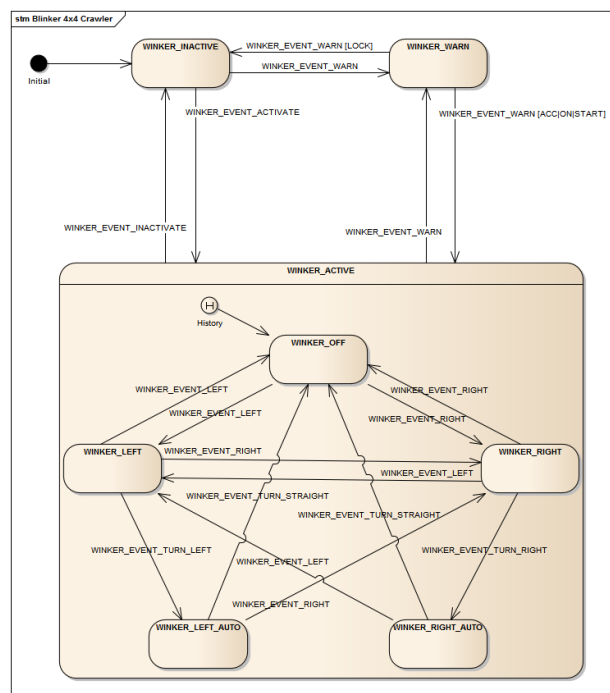 stm Blinker 4x4 Crawler
WINKER_INACTIVE
WINKER_EVENT_WARN [LOCK]
WINKER_WARN
WINKER_EVENT_WARN
Initial
WINKER_EVENT_ACTIVATE
WINKER_EVENT_WARN [ACC|ON|START]
WINKER_EVENT_INACTIVATE
WINKER_EVENT_WARN
WINKER_ACTIVE
H
History
WINKER_OFF
WINKER_EVENT_LEFT
WINKER_EVENT_RIGHT
WINKER_EVENT_LEFT
WINKER_EVENT_RIGHT
WINKER_LEFT
WINKER_EVENT_RIGHT
WINKER_RIGHT
WINKER_EVENT_LEFT
WINKER_EVENT_TURN_STRAIGHT
WINKER_EVENT_TURN_STRAIGHT
WINKER_EVENT_TURN_LEFT
WINKER_EVENT_TURN_RIGHT
WINKER_EVENT_LEFT
WINKER_EVENT_RIGHT
WINKER_LEFT_AUTO
WINKER_RIGHT_AUTO